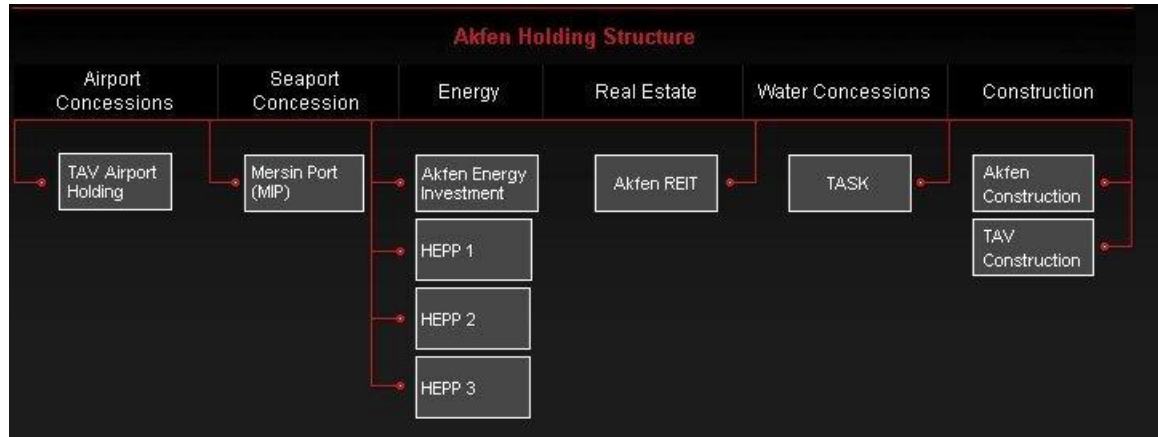 Akfen Holding Structure
Airport
Concessions
Seaport
Concession
Energy
Real Estate
Water Concessions
Construction
TAV Airport
Holding
Mersin Port
(MIP)
Akfen Energy
Investment
HEPP 1
HEPP 2
HEPP 3
Akfen REIT
TASK
Akfen
Construction
TAV
Construction